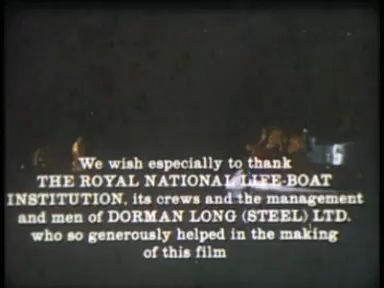 We wish especially to thank
THE ROYAL NATIONAL LIFE-BOAT
INSTITUTION, its crews and the management
and men of DORMAN LONG (STEEL) LTD.
who so generously helped in the making
of this film